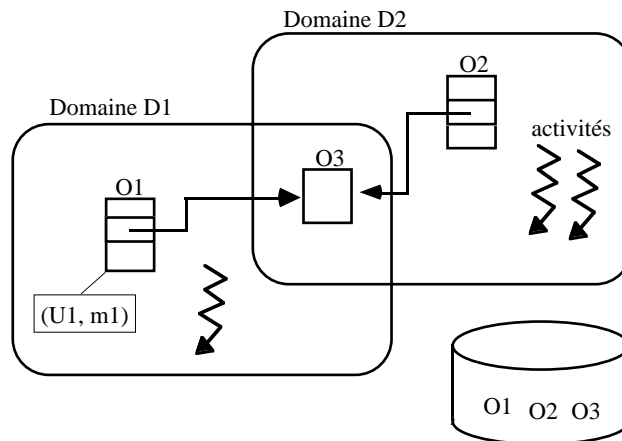 Domaine D2
O2
Domaine D1
activités
O3
O1
(U1, m1)
O1 O2 O3